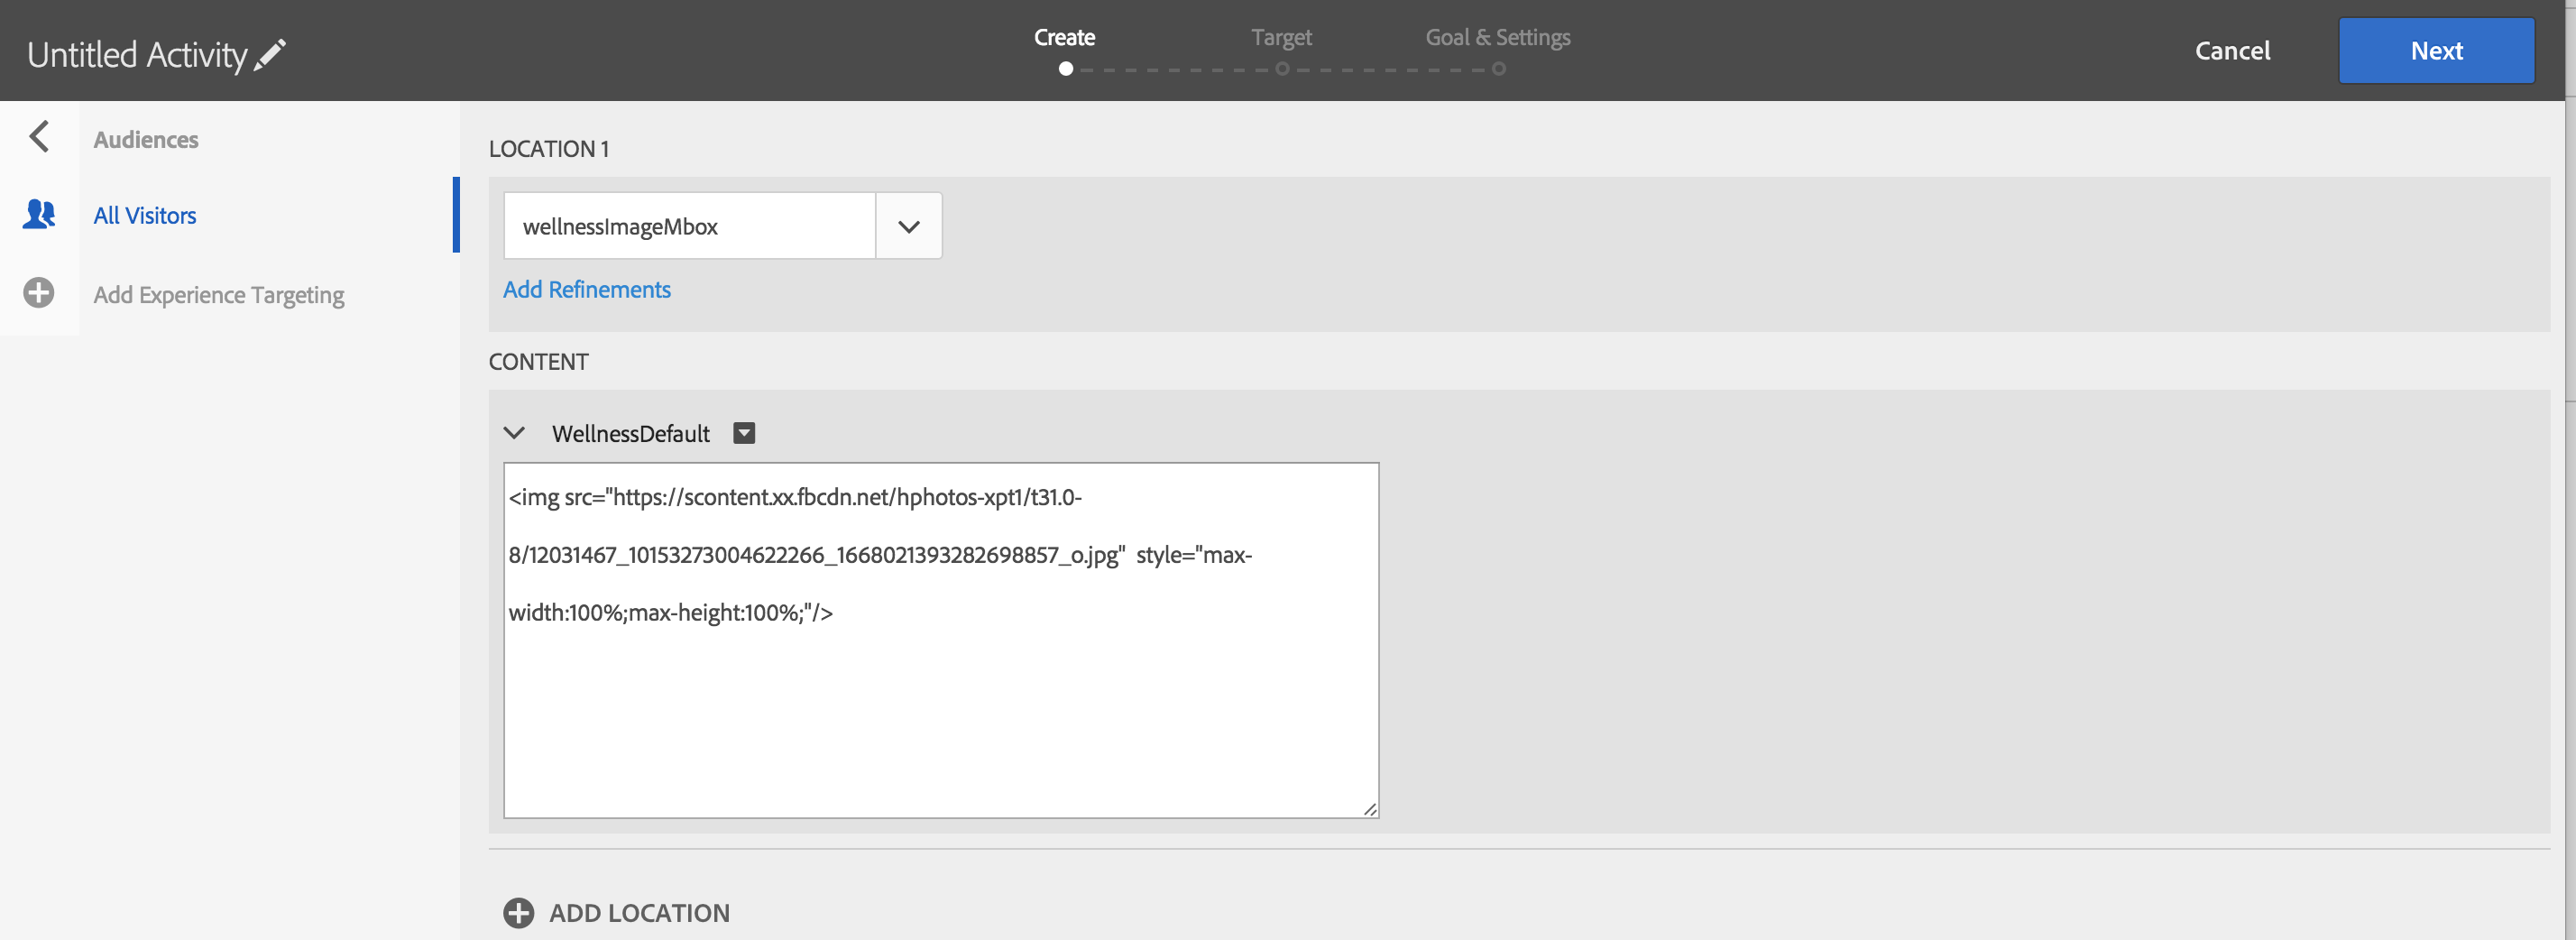 Untitled Activity
Create
Target
Goal & Settings
Cancel
Next
Audiences
All Visitors
Add Experience Targeting
LOCATION 1
wellnessImageMbox
Add Refinements
CONTENT
WellnessDefault
<img src="https://scontent.xx.fbcdn.net/hphotos-xpt1/t31.0-
8/12031467_10153273004622266_1668021393282698857_o.jpg"  style="max-
width:100%;max-height:100%;"/>
ADD LOCATION